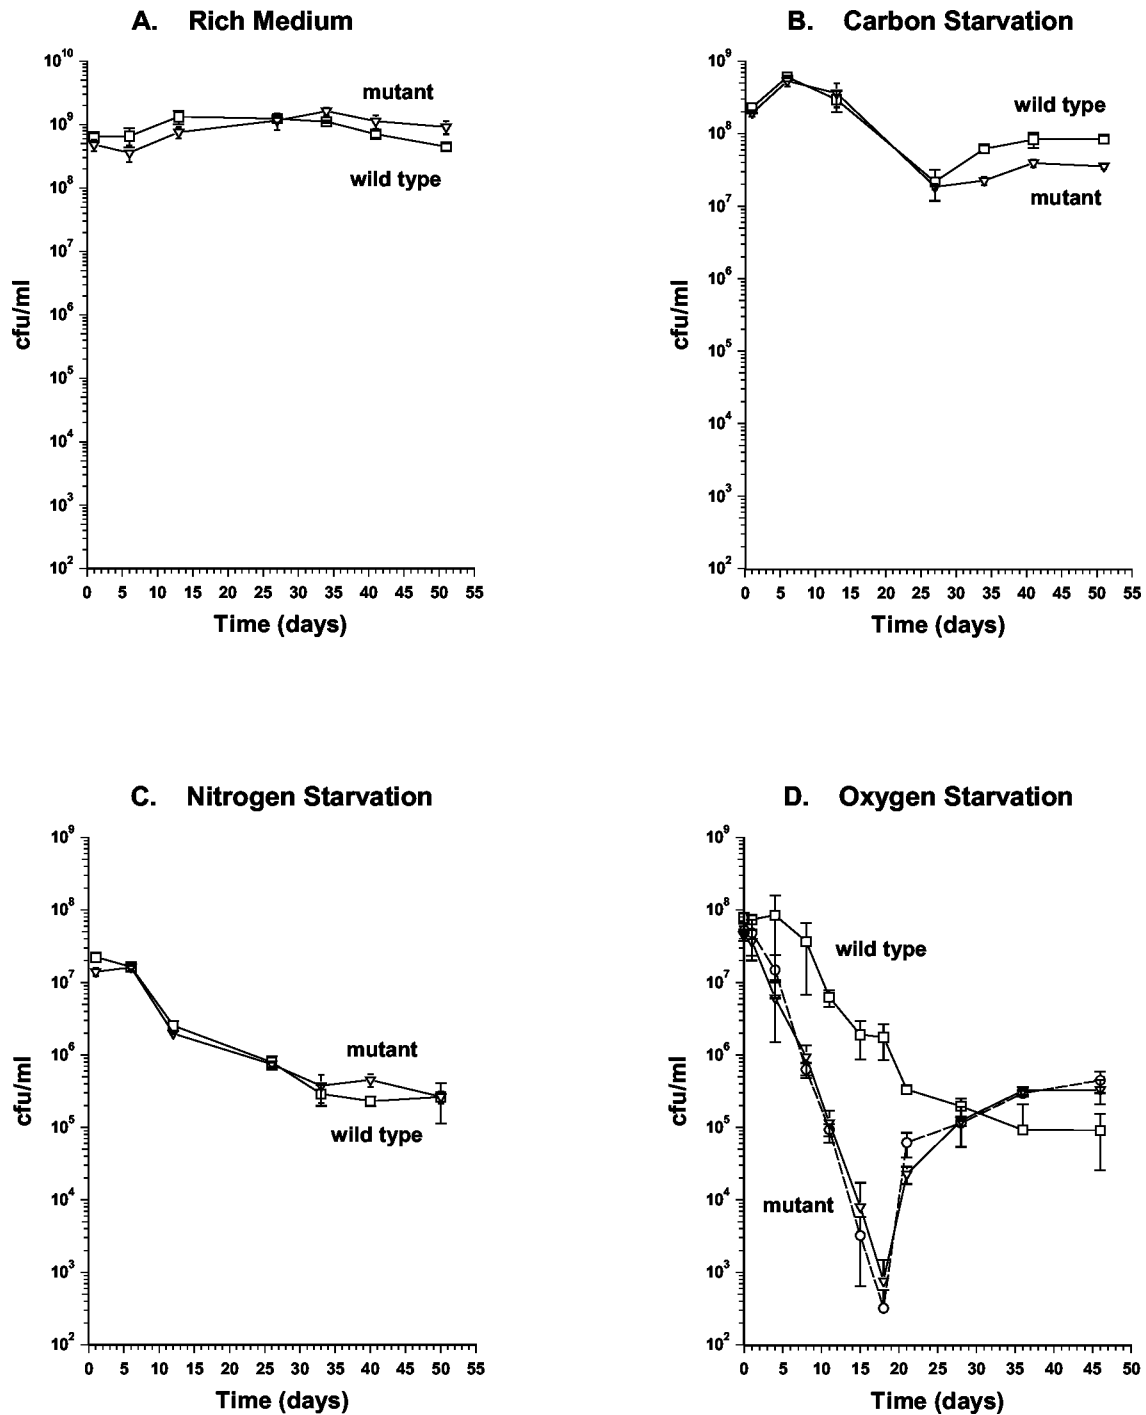 A. Rich Medium
10^10
10^9
10^8
10^7
10^6
10^5
10^4
10^3
10^2
cfu/ml
mutant
wild type
0 5 10 15 20 25 30 35 40 45 50 55
Time (days)
B. Carbon Starvation
10^9
10^8
10^7
10^6
10^5
10^4
10^3
10^2
cfu/ml
wild type
mutant
0 5 10 15 20 25 30 35 40 45 50 55
Time (days)
C. Nitrogen Starvation
10^9
10^8
10^7
10^6
10^5
10^4
10^3
10^2
cfu/ml
mutant
wild type
0 5 10 15 20 25 30 35 40 45 50 55
Time (days)
D. Oxygen Starvation
10^9
10^8
10^7
10^6
10^5
10^4
10^3
10^2
cfu/ml
wild type
mutant
0 5 10 15 20 25 30 35 40 45 50
Time (days)